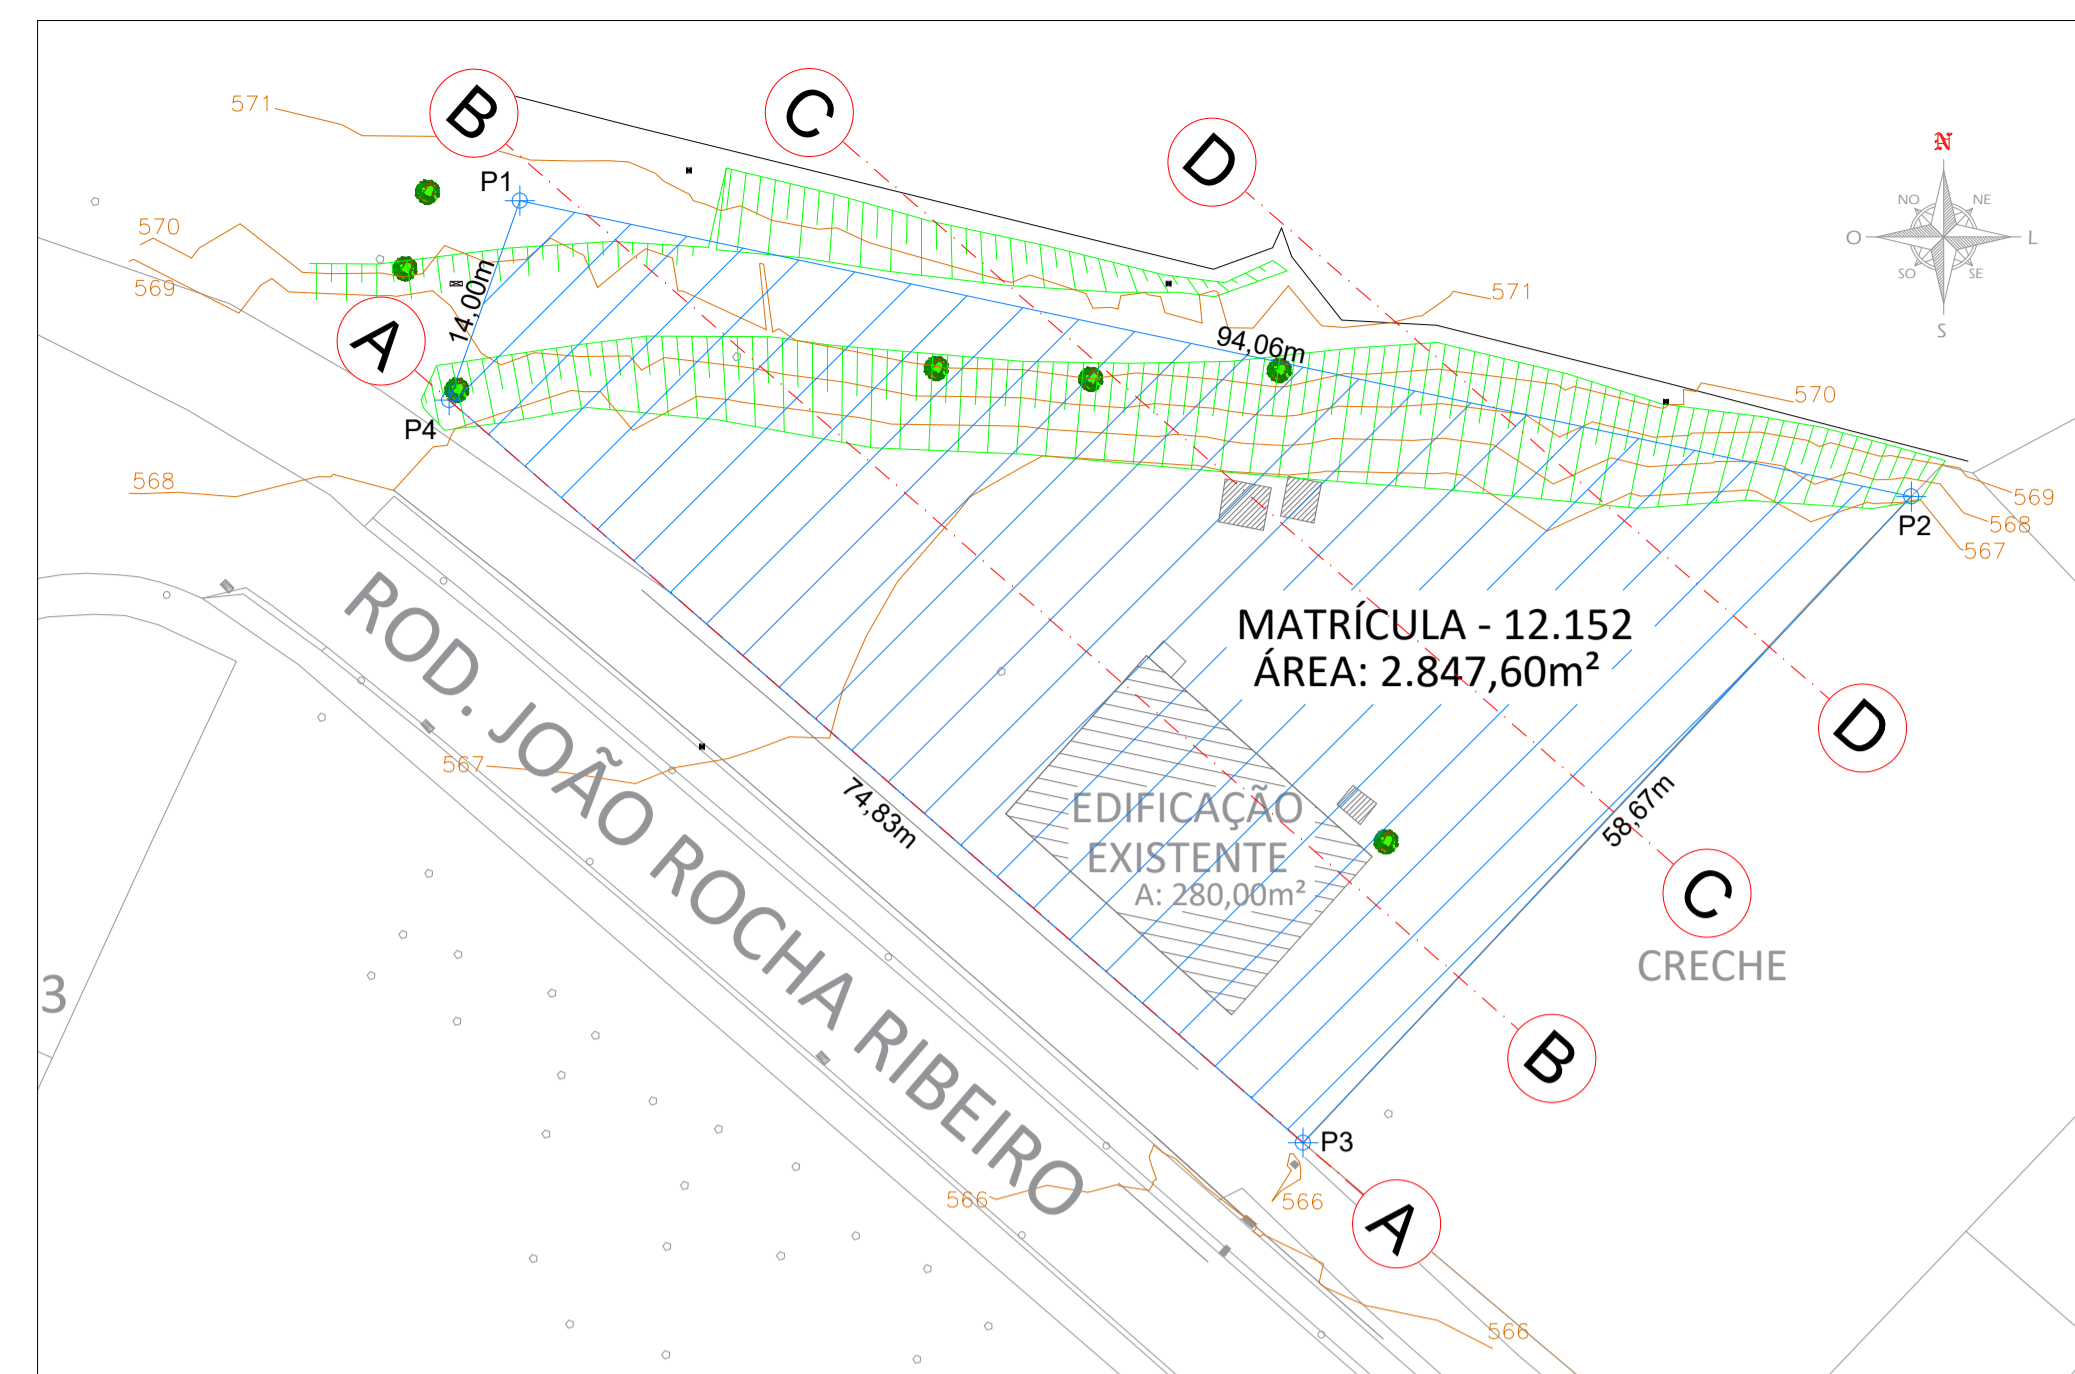 B
C
D
571
P1
N
NO
NE
O
L
SO
SE
S
570
569
14,00m
A
571
94,06m
570
P4
568
569
P2
568
567
ROD. JOÃO ROCHA RIBEIRO
MATRÍCULA - 12.152
ÁREA: 2.847,60m²
D
567
74,83m
EDIFICAÇÃO
EXISTENTE
A: 280,00m²
58,67m
C
CRECHE
3
B
P3
566
566
A
566